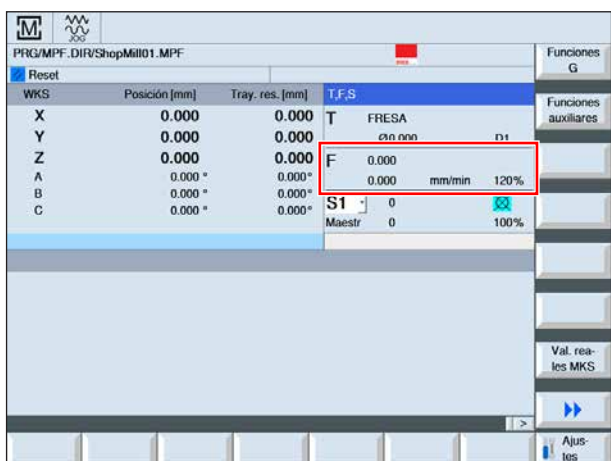 M JOG
PRG/MPF.DIR/ShopMill01.MPF
Reset
WKS Posición [mm] Tray. res. [mm] T,F,S
X 0.000 0.000 T FRESA
Y 0.000 0.000 Ø0.000 D1
Z 0.000 0.000 F 0.000
A 0.000 ° 0.000° 0.000 mm/min 120%
B 0.000 ° 0.000° S1 0
C 0.000 ° 0.000° Maestr 0 100%
Funciones
G
Funciones
auxiliares
Val. rea-
les MKS
>
Ajus-
tes